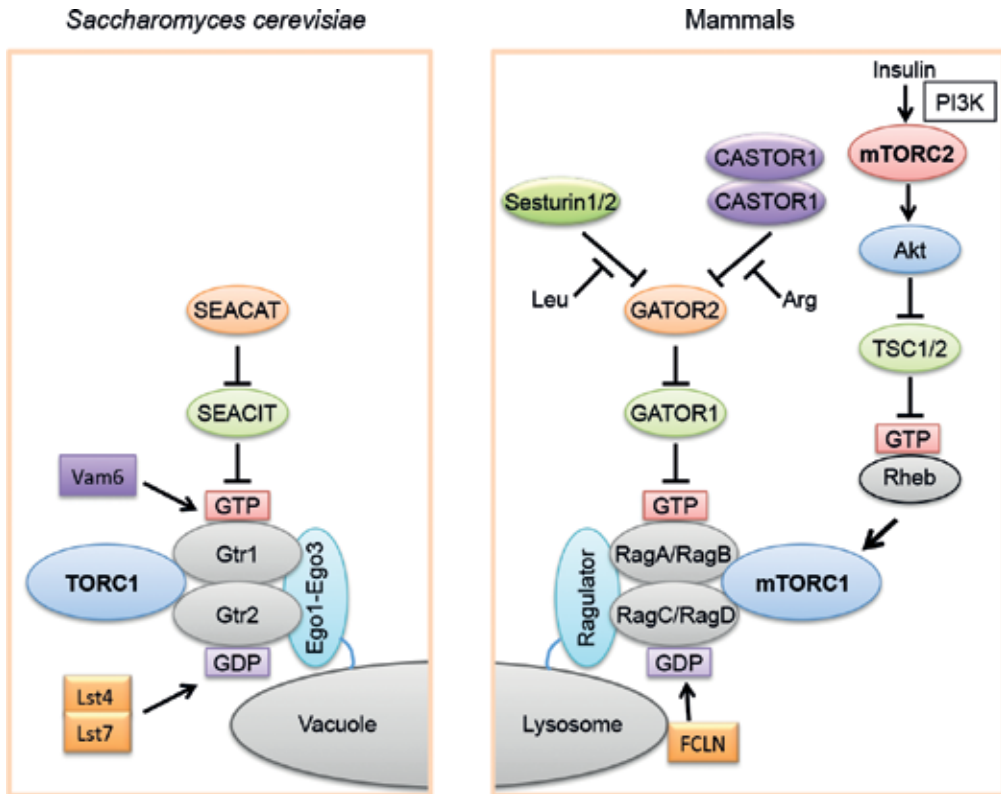 Saccharomyces cerevisiae
SEACAT
SEACIT
Vam6
GTP
Gtr1
TORC1
Ego1-Ego3
Gtr2
GDP
Lst4
Lst7
Vacuole
Mammals
Insulin
PI3K
mTORC2
CASTOR1
CASTOR1
Sesturin1/2
Akt
Leu
Arg
GATOR2
TSC1/2
GATOR1
GTP
Rheb
GTP
RagA/RagB
Ragulator
mTORC1
RagC/RagD
GDP
Lysosome
FCLN